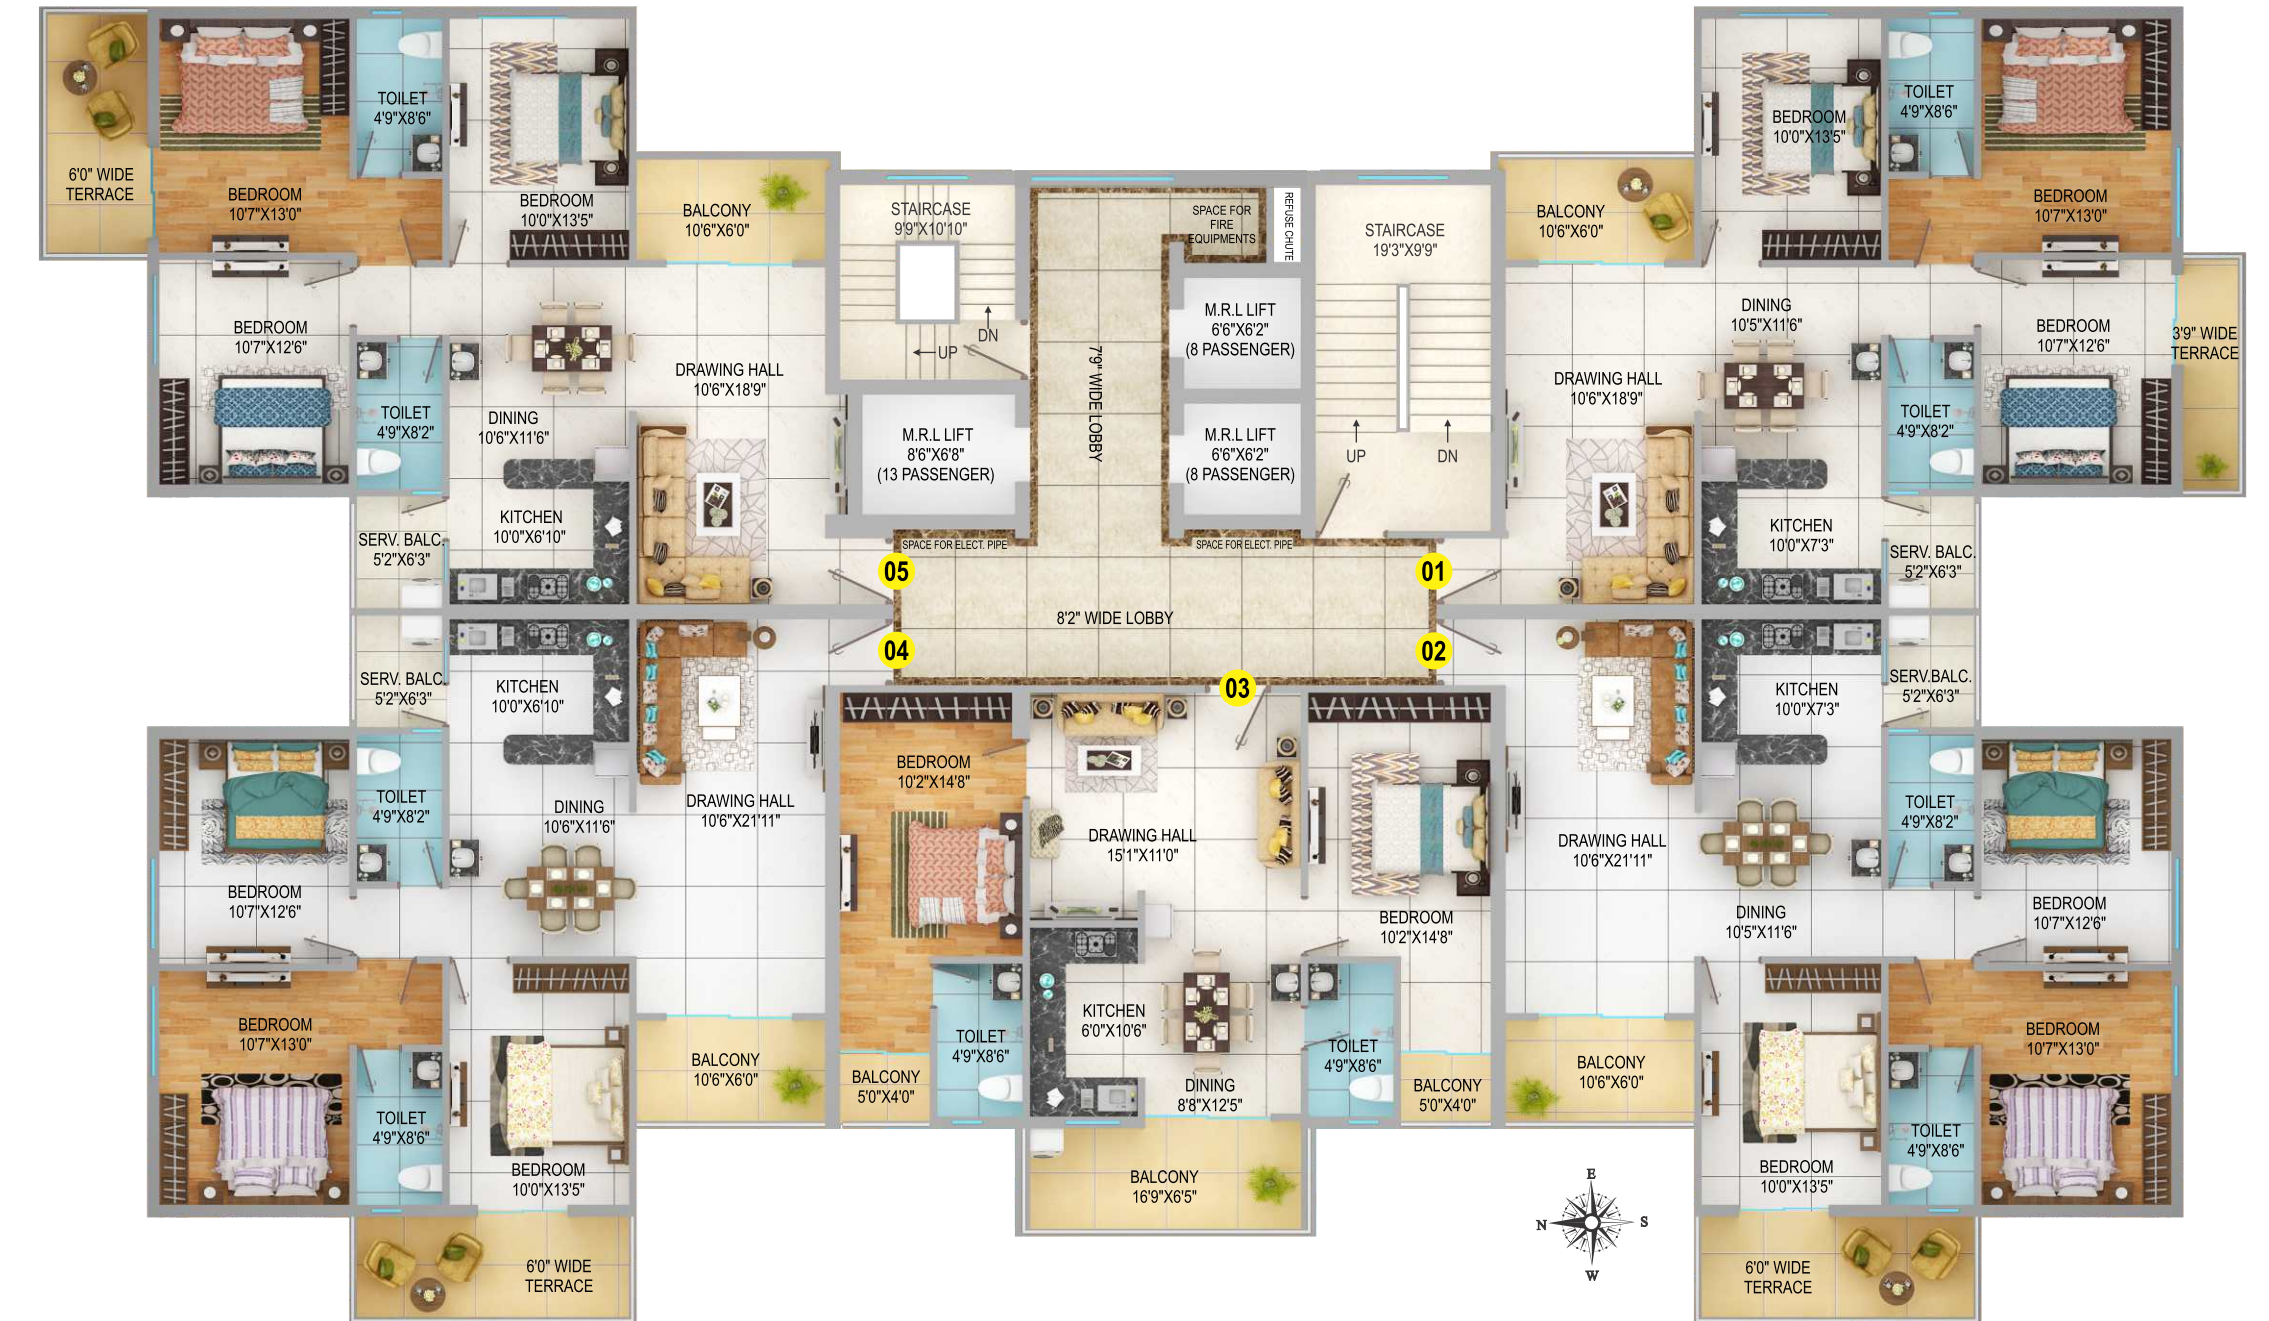 6'0" WIDE
TERRACE
BEDROOM
10'7"X13'0"
TOILET
4'9"X8'6"
BEDROOM
10'0"X13'5"
BALCONY
10'6"X6'0"
BEDROOM
10'7"X12'6"
TOILET
4'9"X8'2"
DINING
10'6"X11'6"
DRAWING HALL
10'6"X18'9"
KITCHEN
10'0"X6'10"
SERV. BALC.
5'2"X6'3"
05
STAIRCASE
9'9"X10'10"
DN
UP
M.R.L LIFT
8'6"X6'8"
(13 PASSENGER)
7'9" WIDE LOBBY
SPACE FOR
FIRE
EQUIPMENTS
REFUSE CHUTE
M.R.L LIFT
6'6"X6'2"
(8 PASSENGER)
M.R.L LIFT
6'6"X6'2"
(8 PASSENGER)
STAIRCASE
19'3"X9'9"
UP
DN
SPACE FOR ELECT. PIPE
SPACE FOR ELECT. PIPE
8'2" WIDE LOBBY
01
BALCONY
10'6"X6'0"
BEDROOM
10'0"X13'5"
TOILET
4'9"X8'6"
BEDROOM
10'7"X13'0"
DINING
10'5"X11'6"
BEDROOM
10'7"X12'6"
3'9" WIDE
TERRACE
DRAWING HALL
10'6"X18'9"
TOILET
4'9"X8'2"
KITCHEN
10'0"X7'3"
SERV. BALC.
5'2"X6'3"
04
SERV. BALC.
5'2"X6'3"
KITCHEN
10'0"X6'10"
TOILET
4'9"X8'2"
DINING
10'6"X11'6"
DRAWING HALL
10'6"X21'11"
BEDROOM
10'7"X12'6"
BEDROOM
10'7"X13'0"
TOILET
4'9"X8'6"
BEDROOM
10'0"X13'5"
BALCONY
10'6"X6'0"
6'0" WIDE
TERRACE
03
BEDROOM
10'2"X14'8"
DRAWING HALL
15'1"X11'0"
BEDROOM
10'2"X14'8"
KITCHEN
6'0"X10'6"
TOILET
4'9"X8'6"
BALCONY
5'0"X4'0"
DINING
8'8"X12'5"
TOILET
4'9"X8'6"
BALCONY
5'0"X4'0"
BALCONY
16'9"X6'5"
02
KITCHEN
10'0"X7'3"
SERV.BALC.
5'2"X6'3"
DRAWING HALL
10'6"X21'11"
TOILET
4'9"X8'2"
DINING
10'5"X11'6"
BEDROOM
10'7"X12'6"
BALCONY
10'6"X6'0"
BEDROOM
10'7"X13'0"
TOILET
4'9"X8'6"
BEDROOM
10'0"X13'5"
6'0" WIDE
TERRACE
E
N
S
W